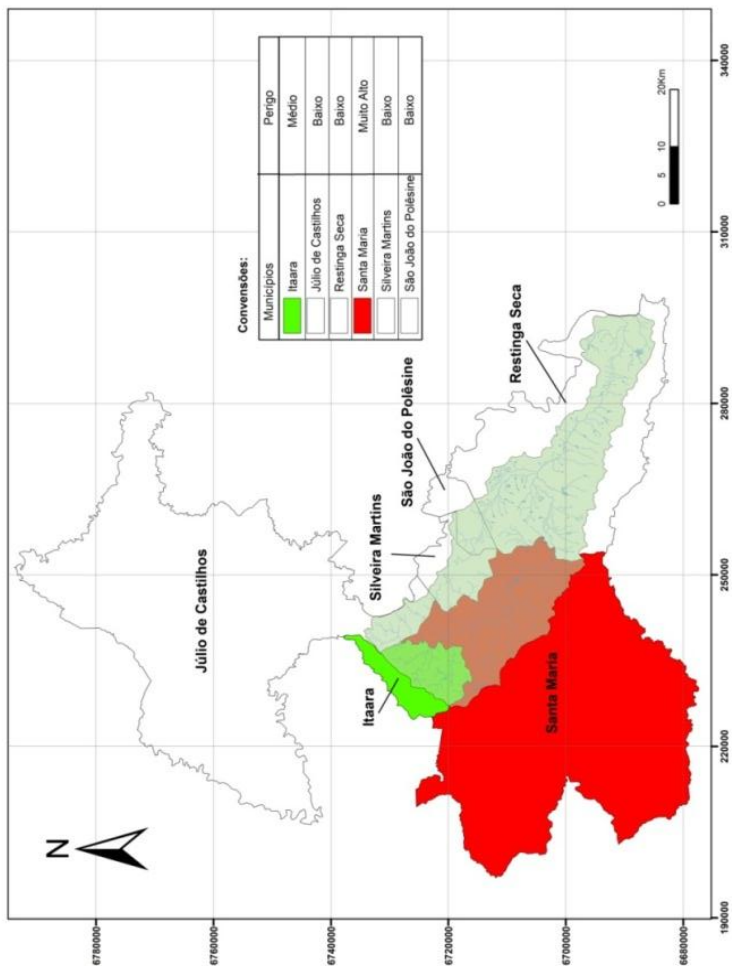 N
Júlio de Castilhos
Silveira Martins
São João do Polêsine
Restinga Seca
Itaara
Santa Maria
Convensões:
Municípios Perigo
Itaara Médio
Júlio de Castilhos Baixo
Restinga Seca Baixo
Santa Maria Muito Alto
Silveira Martins Baixo
São João do Polêsine Baixo
0 5 10 20Km
6780000
6760000
6740000
6720000
6700000
6680000
190000 220000 250000 280000 310000 340000